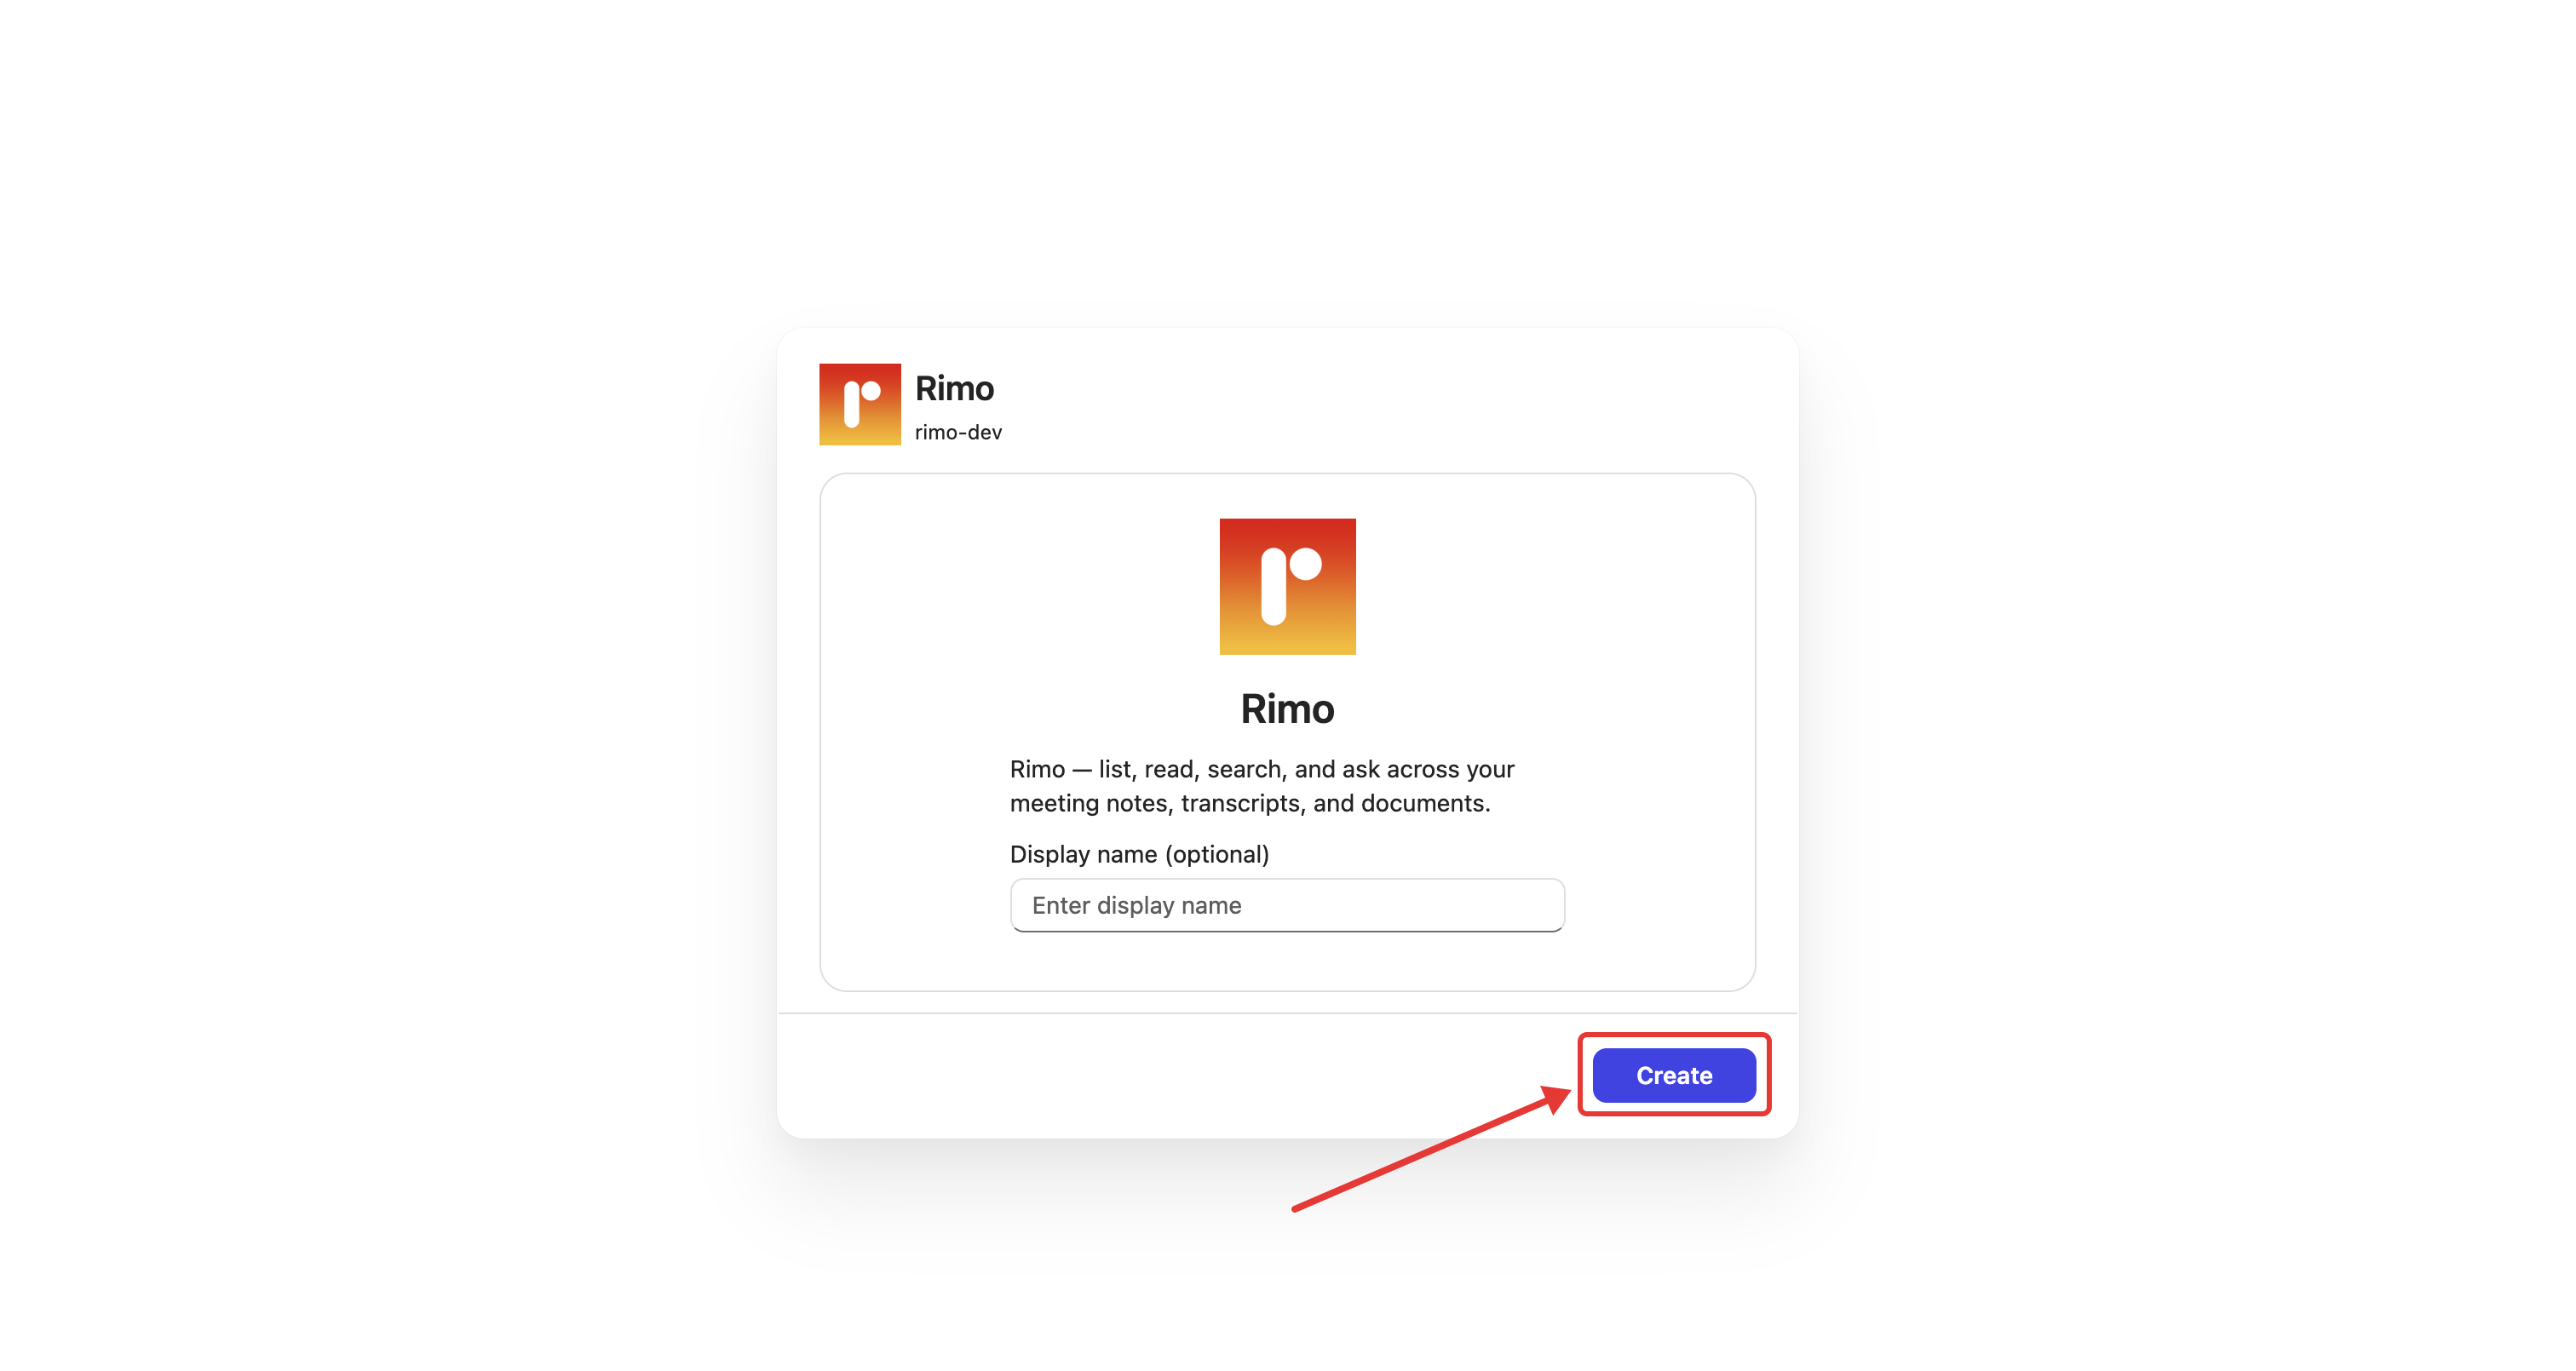 Rimo
rimo-dev
Rimo
Rimo — list, read, search, and ask across your
meeting notes, transcripts, and documents.
Display name (optional)
Enter display name
Create